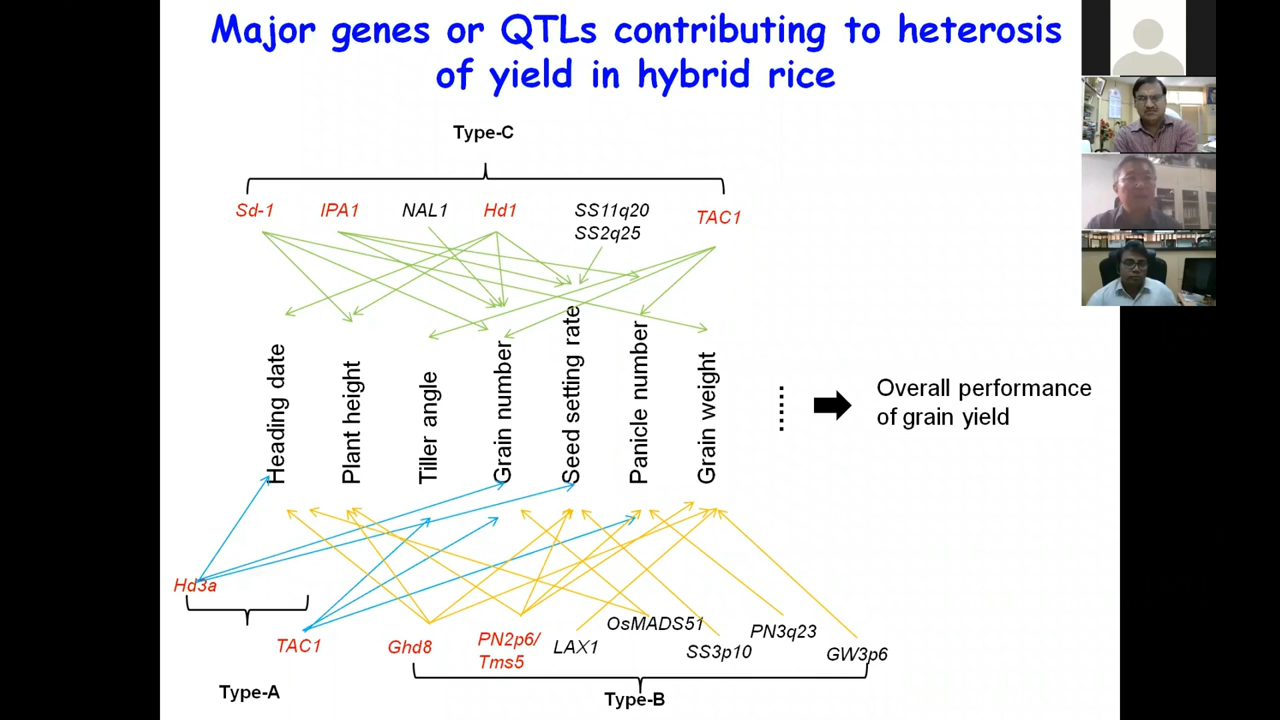 Major genes or QTLs contributing to heterosis
of yield in hybrid rice
Type-C
Sd-1
IPA1
NAL1
Hd1
SS11q20
SS2q25
TAC1
Heading date
Plant height
Tiller angle
Grain number
Seed setting rate
Panicle number
Grain weight
Overall performance
of grain yield
Hd3a
TAC1
Type-A
Ghd8
PN2p6/
Tms5
LAX1
OsMADS51
SS3p10
PN3q23
GW3p6
Type-B